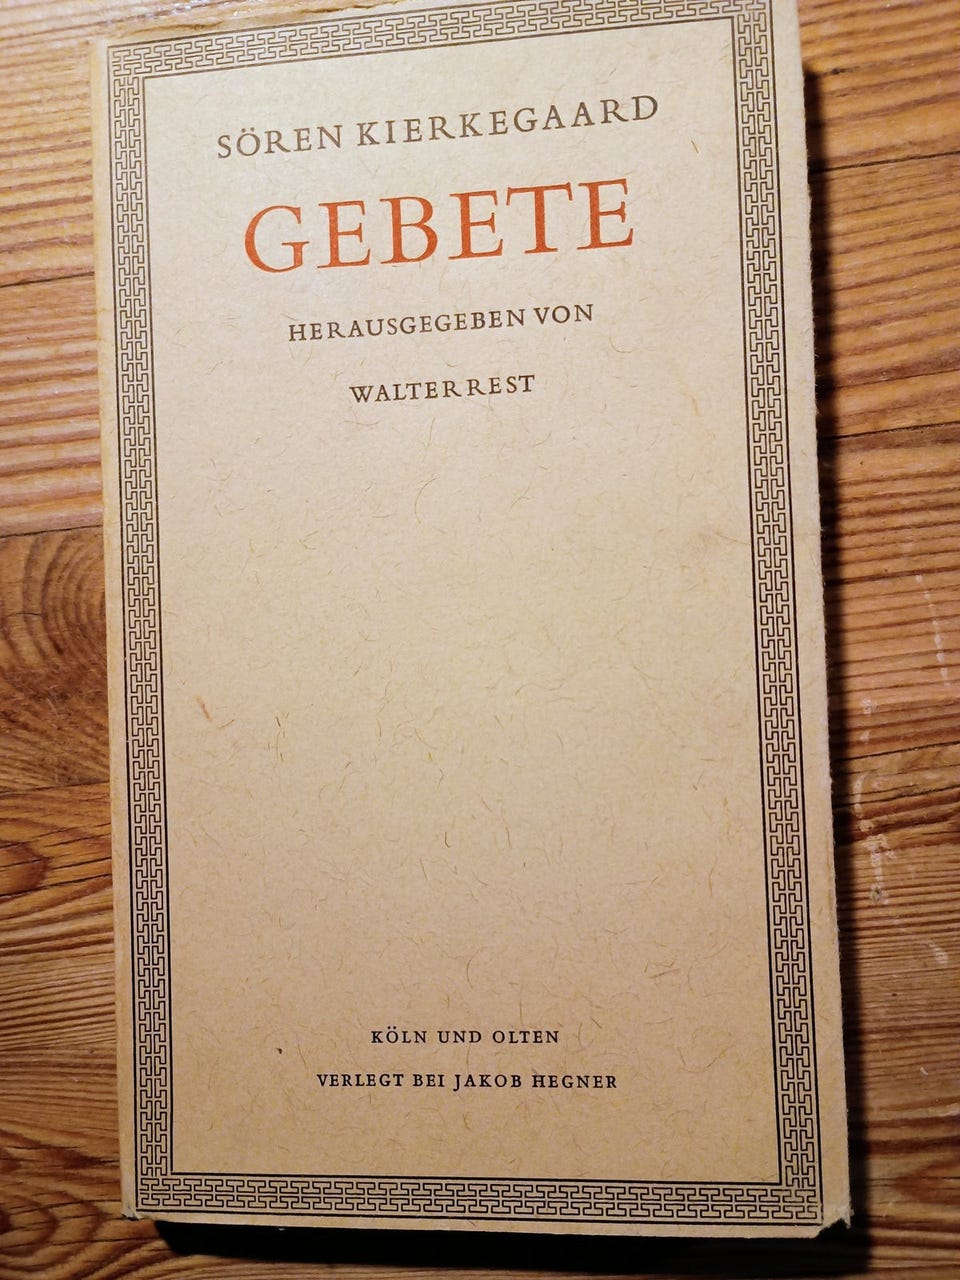 SÖREN KIERKEGAARD
GEBETE
HERAUSGEGEBEN VON
WALTER REST
KÖLN UND OLTEN
VERLEGT BEI JAKOB HEGNER